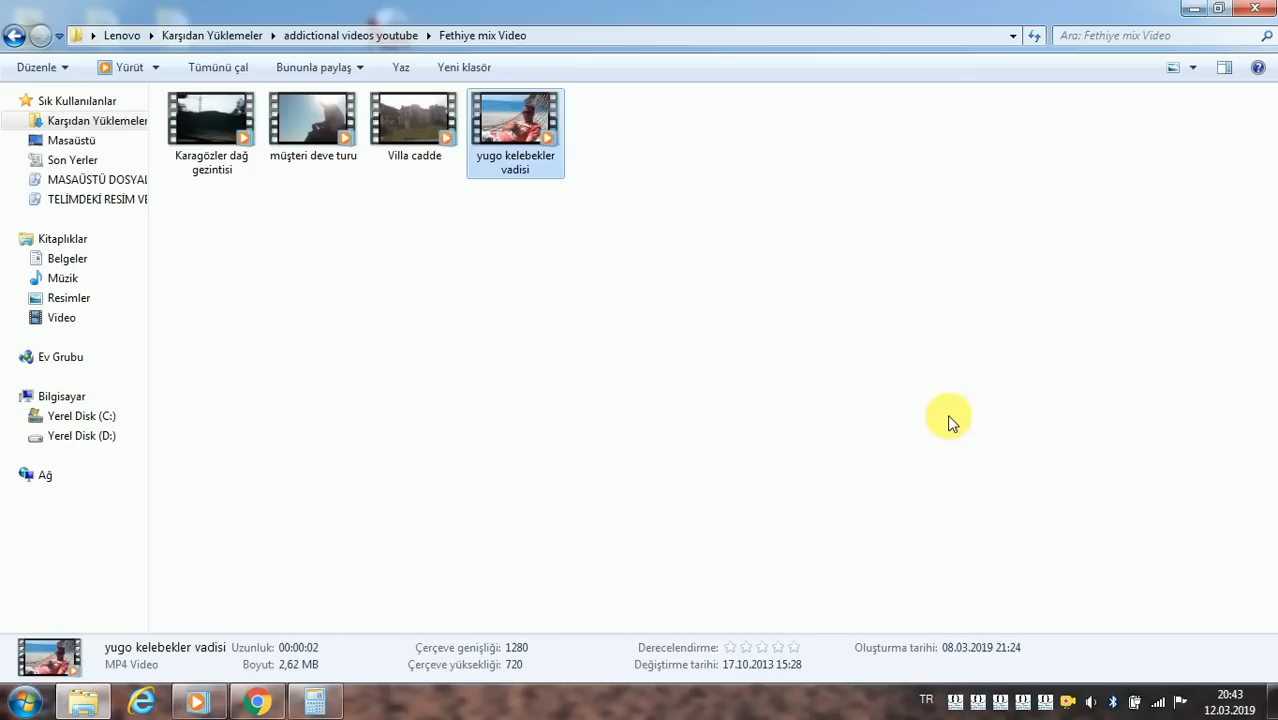 Lenovo ▸ Karşıdan Yüklemeler ▸ addictional videos youtube ▸ Fethiye mix Video
Ara: Fethiye mix Video
Düzenle Yürüt Tümünü çal Bununla paylaş Yaz Yeni klasör
Sık Kullanılanlar
Karşıdan Yüklemeler
Masaüstü
Son Yerler
MASAÜSTÜ DOSYAL
TELİMDEKİ RESİM VE
Kitaplıklar
Belgeler
Müzik
Resimler
Video
Ev Grubu
Bilgisayar
Yerel Disk (C:)
Yerel Disk (D:)
Ağ
Karagözler dağ
gezintisi
müşteri deve turu
Villa cadde
yugo kelebekler
vadisi
yugo kelebekler vadisi Uzunluk: 00:00:02 Çerçeve genişliği: 1280 Derecelendirme: Oluşturma tarihi: 08.03.2019 21:24
MP4 Video Boyut: 2,62 MB Çerçeve yüksekliği: 720 Değiştirme tarihi: 17.10.2013 15:28
TR
20:43
12.03.2019